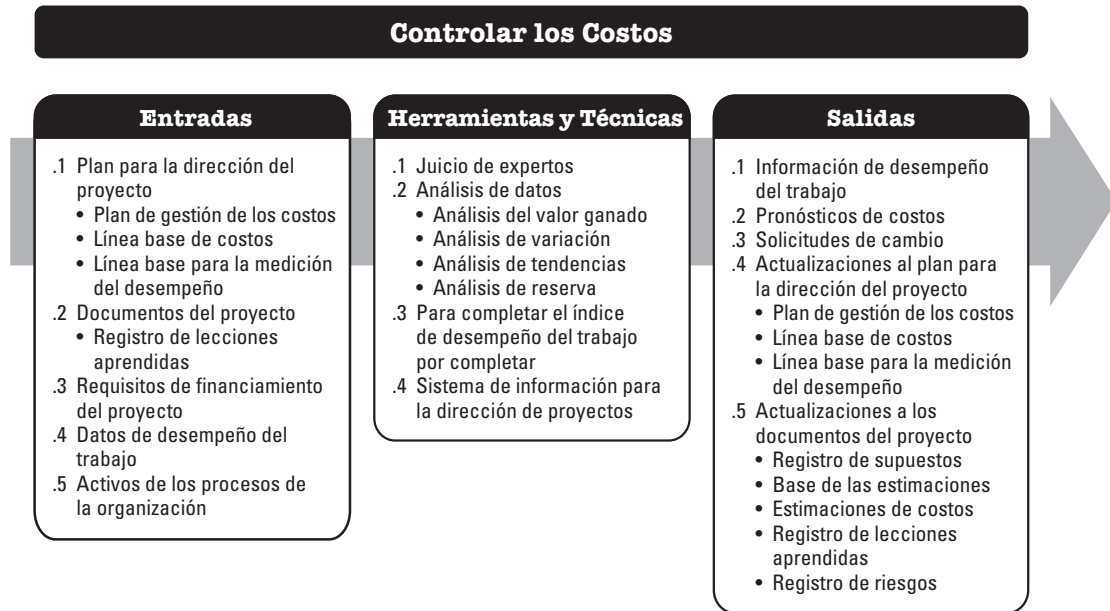 Controlar los Costos
Entradas
.1 Plan para la dirección del
proyecto
• Plan de gestión de los costos
• Línea base de costos
• Línea base para la medición
del desempeño
.2 Documentos del proyecto
• Registro de lecciones
aprendidas
.3 Requisitos de financiamiento
del proyecto
.4 Datos de desempeño del
trabajo
.5 Activos de los procesos de
la organización
Herramientas y Técnicas
.1 Juicio de expertos
.2 Análisis de datos
• Análisis del valor ganado
• Análisis de variación
• Análisis de tendencias
• Análisis de reserva
.3 Para completar el índice
de desempeño del trabajo
por completar
.4 Sistema de información para
la dirección de proyectos
Salidas
.1 Información de desempeño
del trabajo
.2 Pronósticos de costos
.3 Solicitudes de cambio
.4 Actualizaciones al plan para
la dirección del proyecto
• Plan de gestión de los costos
• Línea base de costos
• Línea base para la medición
del desempeño
.5 Actualizaciones a los
documentos del proyecto
• Registro de supuestos
• Base de las estimaciones
• Estimaciones de costos
• Registro de lecciones
aprendidas
• Registro de riesgos